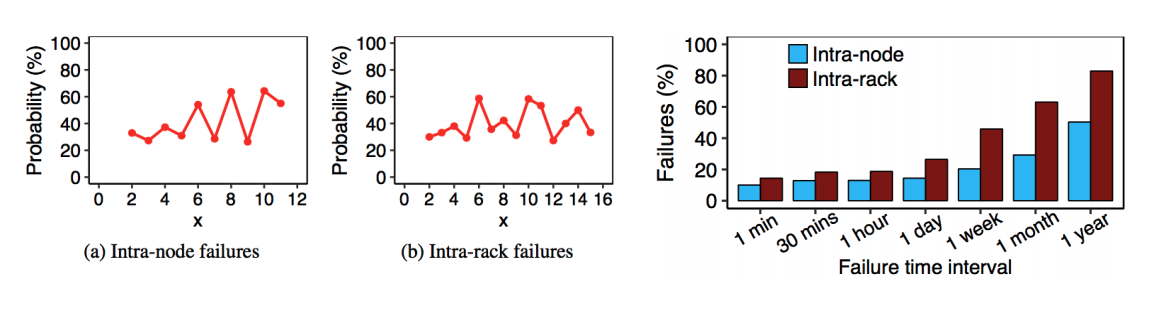 Probability (%)
100
80
60
40
20
0
0 2 4 6 8 10 12
x
(a) Intra-node failures
Probability (%)
100
80
60
40
20
0
0 2 4 6 8 10 12 14 16
x
(b) Intra-rack failures
Failures (%)
100
80
60
40
20
0
Intra-node
Intra-rack
1 min 30 mins 1 hour 1 day 1 week 1 month 1 year
Failure time interval